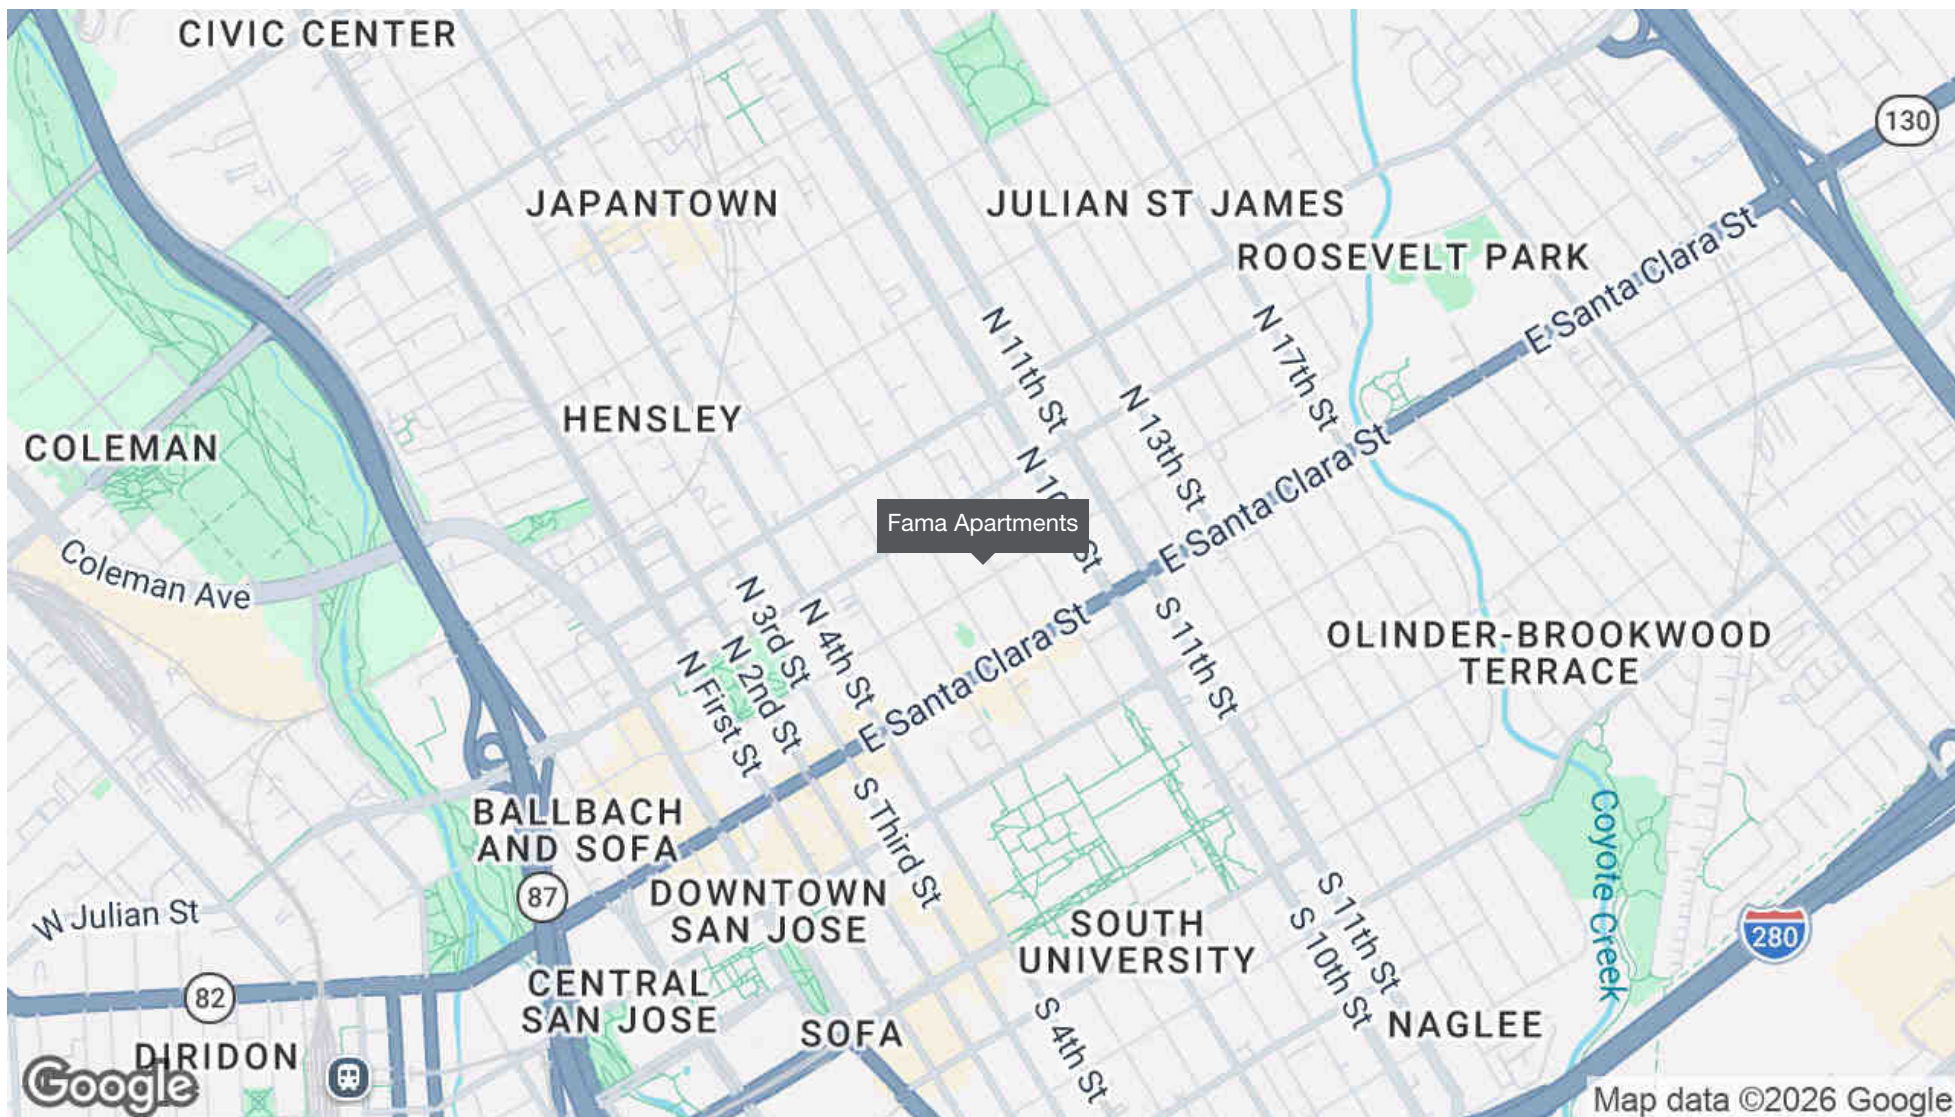 CIVIC CENTER
130
JAPANTOWN
JULIAN ST JAMES
ROOSEVELT PARK
E Santa Clara St
N 11th St
N 17th St
N 13th St
HENSLEY
COLEMAN
N 10th St
E Santa Clara St
Fama Apartments
Coleman Ave
N 3rd St
N 4th St
N 2nd St
N First St
E Santa Clara St
S 11th St
OLINDER-BROOKWOOD
TERRACE
BALLBACH
AND SOFA
S Third St
Coyote Creek
87
DOWNTOWN
SAN JOSE
W Julian St
SOUTH
UNIVERSITY
S 11th St
S 10th St
280
82
CENTRAL
SAN JOSE
SOFA
S 4th St
NAGLEE
DIRIDON
Google
Map data ©2026 Google